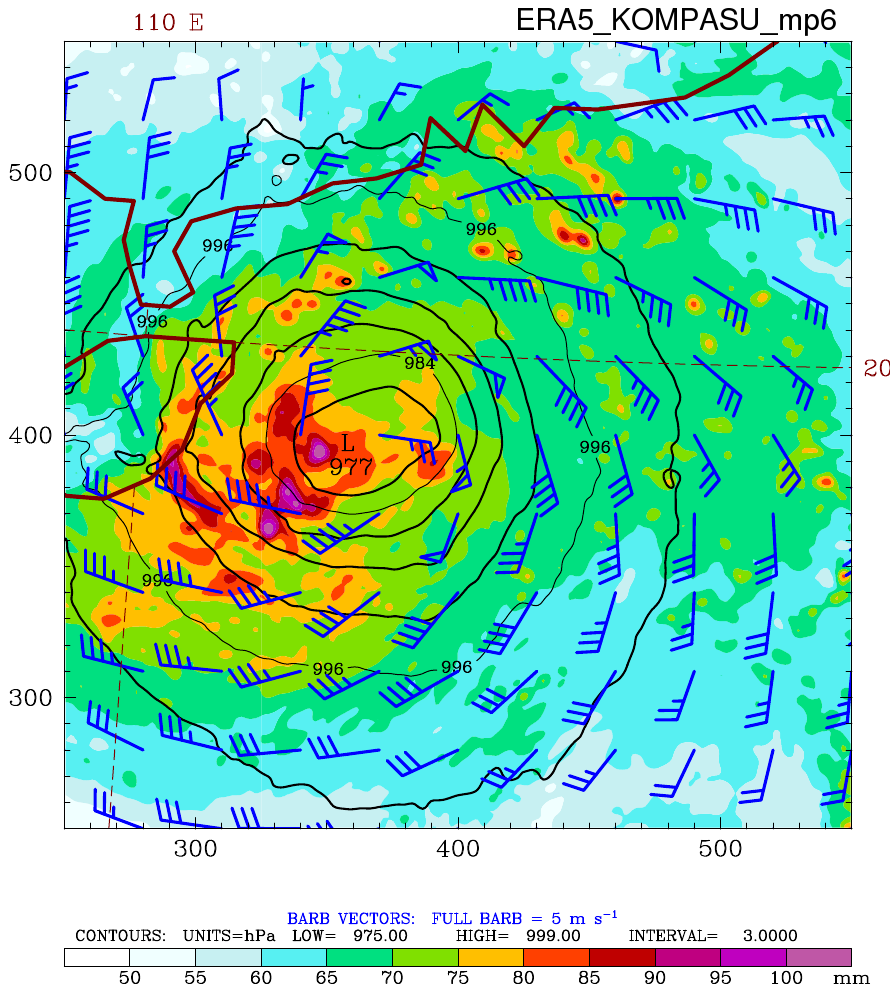 110 E ERA5_KOMPASU_mp6
500
996
996
996
984
20
400
L
977
996
996
996
996
300
300 400 500
BARB VECTORS: FULL BARB = 5 m s⁻¹
CONTOURS: UNITS=hPa LOW= 975.00 HIGH= 999.00 INTERVAL= 3.0000
50 55 60 65 70 75 80 85 90 95 100 mm